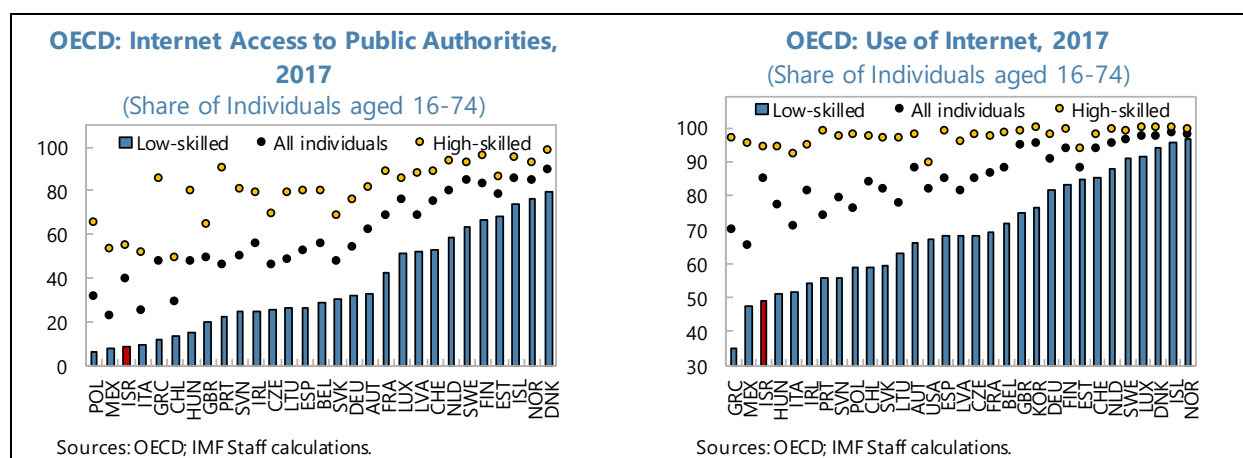 OECD: Internet Access to Public Authorities,
2017
(Share of Individuals aged 16-74)
Low-skilled All individuals High-skilled
100
80
60
40
20
0
POL MEX ISR ITA GRC CHL HUN GBR PRT SVN IRL CZE LTU ESP BEL SVK DEU AUT FRA LUX LVA CHE NLD SWE FIN EST ISL NOR DNK
Sources: OECD; IMF Staff calculations.
OECD: Use of Internet, 2017
(Share of Individuals aged 16-74)
Low-skilled All individuals High-skilled
100
90
80
70
60
50
40
30
GRC MEX ISR HUN ITA IRL PRT SVN POL CHL SVK LTU AUT USA ESP LVA CZE FRA BEL GBR KOR DEU FIN EST CHE NLD SWE LUX DNK ISL NOR
Sources: OECD; IMF Staff calculations.